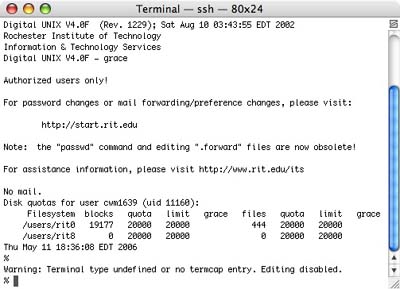 Terminal — ssh — 80x24
Digital UNIX V4.0F  (Rev. 1229); Sat Aug 10 03:43:55 EDT 2002
Rochester Institute of Technology
Information & Technology Services
Digital UNIX V4.0F - grace
Authorized users only!
For password changes or mail forwarding/preference changes, please visit:
http://start.rit.edu
Note:  the "passwd" command and editing ".forward" files are now obsolete!
For assistance information, please visit http://www.rit.edu/its
No mail.
Disk quotas for user cwm1639 (uid 11160):
Filesystem  blocks   quota   limit   grace   files   quota   limit   grace
/users/rit0   19177   20000   20000             444   20000   20000
/users/rit8       0   20000   20000               0   20000   20000
Thu May 11 18:36:08 EDT 2006
%
Warning: Terminal type undefined or no termcap entry. Editing disabled.
%